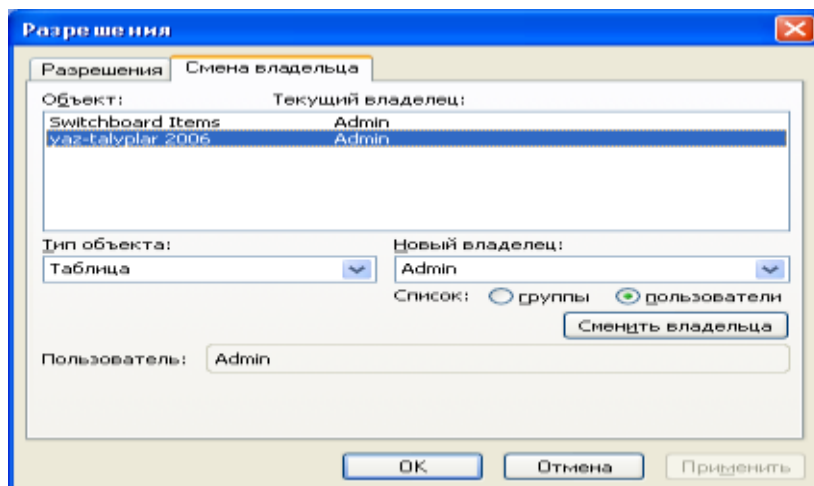 Разрешения
Разрешения Смена владельца
Объект: Текущий владелец:
Switchboard Items Admin
yaz-talyplar 2006 Admin
Тип объекта: Новый владелец:
Таблица Admin
Список: группы пользователи
Сменить владельца
Пользователь: Admin
OK Отмена Применить